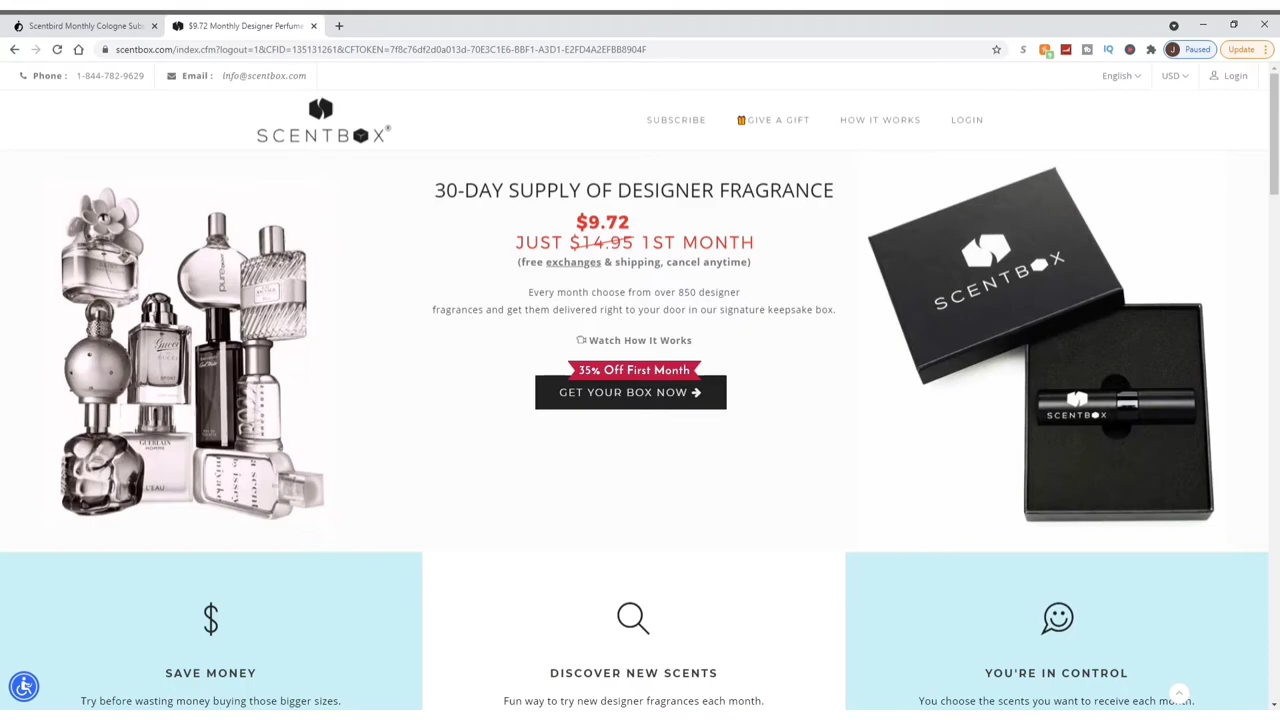 Scentbird Monthly Cologne Sub
$9.72 Monthly Designer Perfume
scentbox.com/index.cfm?logout=1&CFID=135131261&CFTOKEN=7f8c76df2d0a013d-70E3C1E6-BBF1-A3D1-E2FD4A2EFBB8904F
IQ
J Paused
Update
Phone : 1-844-782-9629
Email : info@scentbox.com
English
USD
Login
SCENTBOX®
SUBSCRIBE
GIVE A GIFT
HOW IT WORKS
LOGIN
30-DAY SUPPLY OF DESIGNER FRAGRANCE
$9.72
JUST $14.95 1ST MONTH
(free exchanges & shipping, cancel anytime)
Every month choose from over 850 designer
fragrances and get them delivered right to your door in our signature keepsake box.
Watch How It Works
35% Off First Month
GET YOUR BOX NOW
SCENTBOX
SCENTBOX
Gucci
GUERLAIN
HOMME
L'EAU
SAVE MONEY
Try before wasting money buying those bigger sizes.
DISCOVER NEW SCENTS
Fun way to try new designer fragrances each month.
YOU'RE IN CONTROL
You choose the scents you want to receive each month.